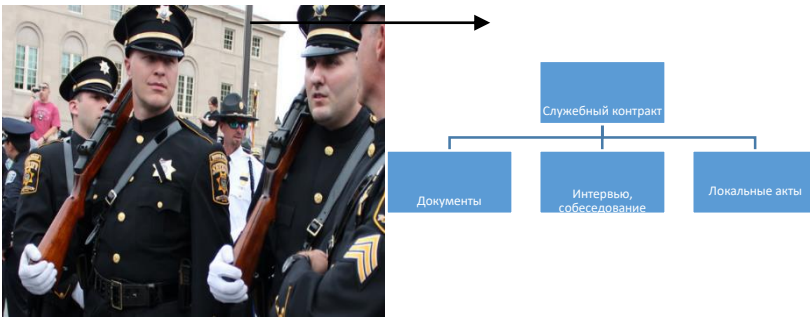 Служебный контракт
Документы
Интервью,
собеседование
Локальные акты